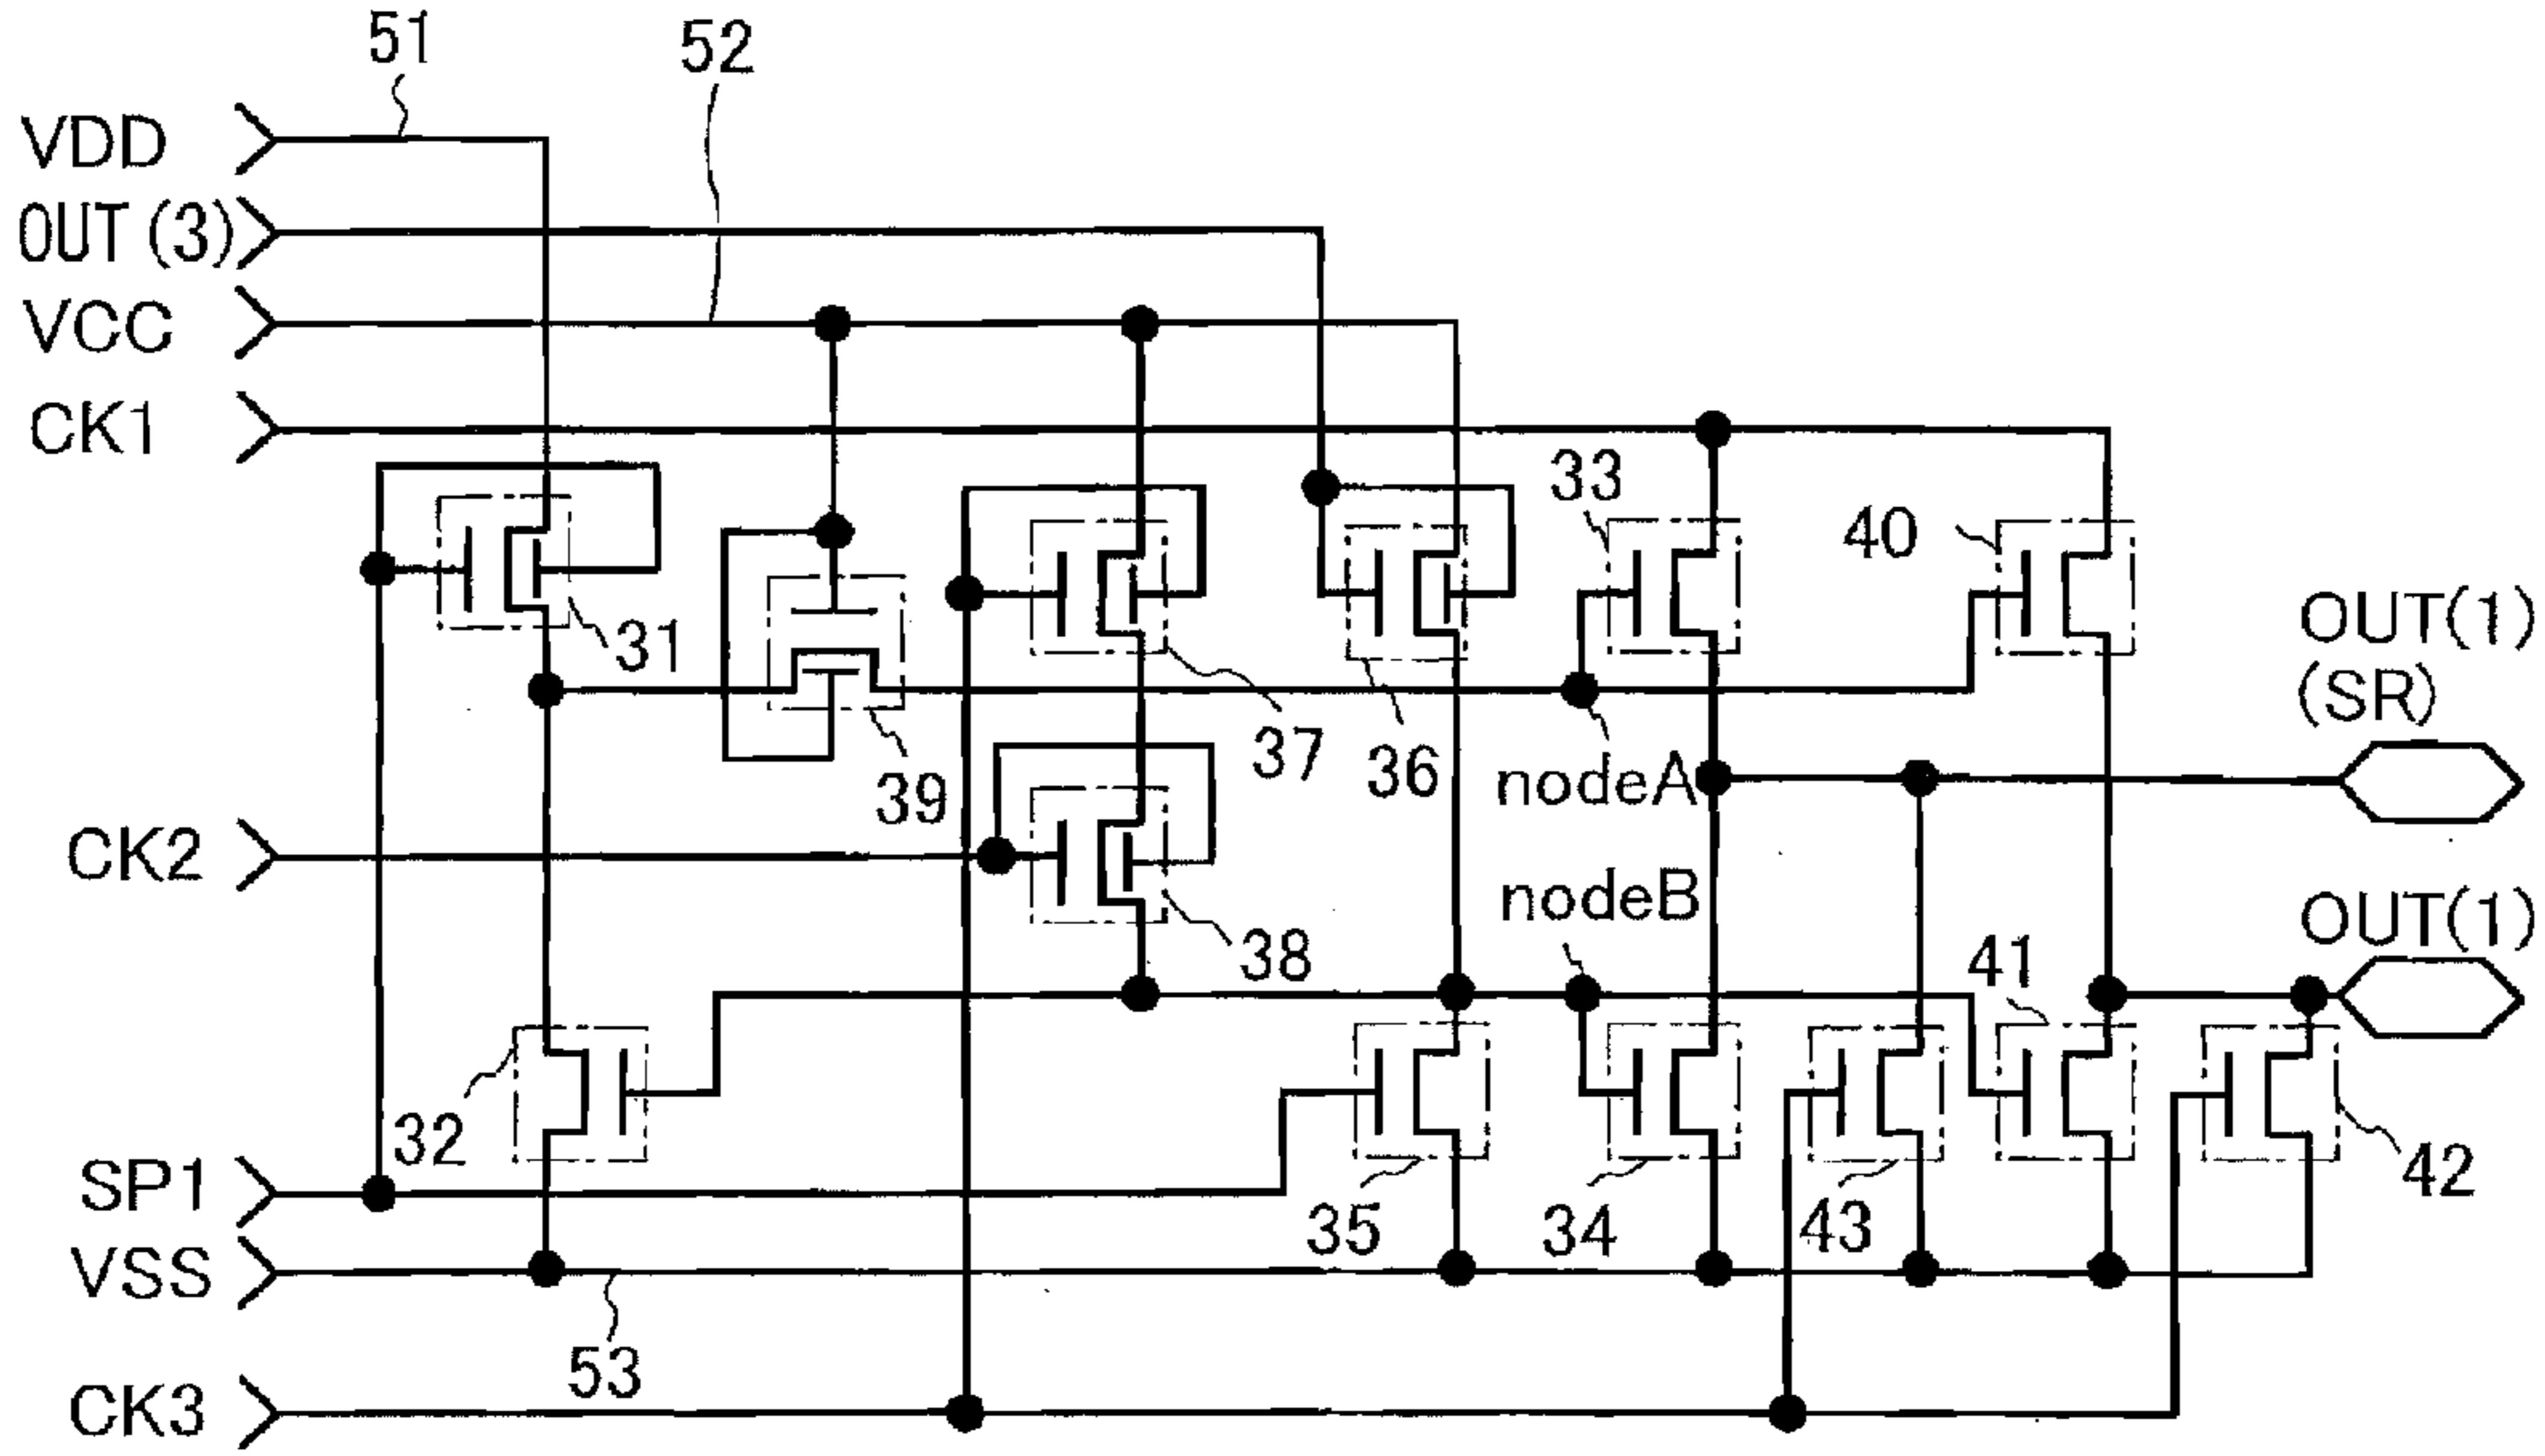 51
52
VDD
OUT(3)
VCC
CK1
33
40
31
OUT(1)
(SR)
37
36
39
nodeA
CK2
nodeB
38
41
OUT(1)
32
SP1
35
34
43
42
VSS
53
CK3